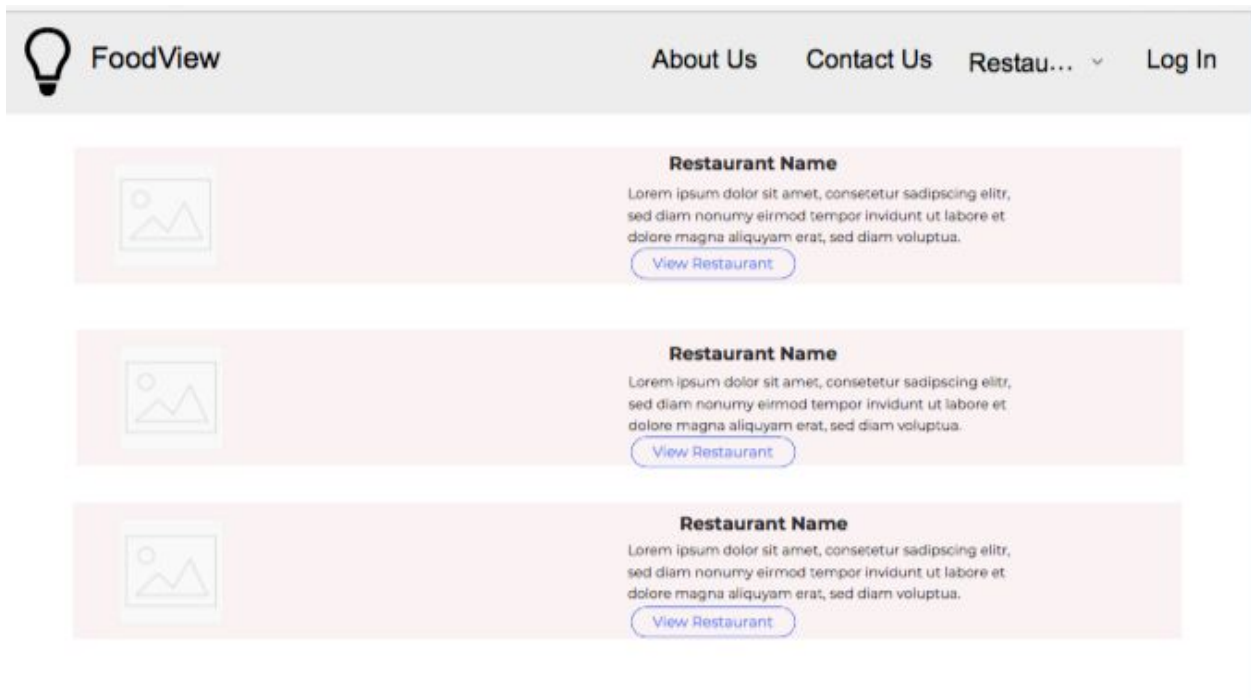 FoodView
About Us
Contact Us
Restau...
Log In
Restaurant Name
Lorem ipsum dolor sit amet, consetetur sadipscing elitr,
sed diam nonumy eirmod tempor invidunt ut labore et
dolore magna aliquyam erat, sed diam voluptua.
View Restaurant
Restaurant Name
Lorem ipsum dolor sit amet, consetetur sadipscing elitr,
sed diam nonumy eirmod tempor invidunt ut labore et
dolore magna aliquyam erat, sed diam voluptua.
View Restaurant
Restaurant Name
Lorem ipsum dolor sit amet, consetetur sadipscing elitr,
sed diam nonumy eirmod tempor invidunt ut labore et
dolore magna aliquyam erat, sed diam voluptua.
View Restaurant